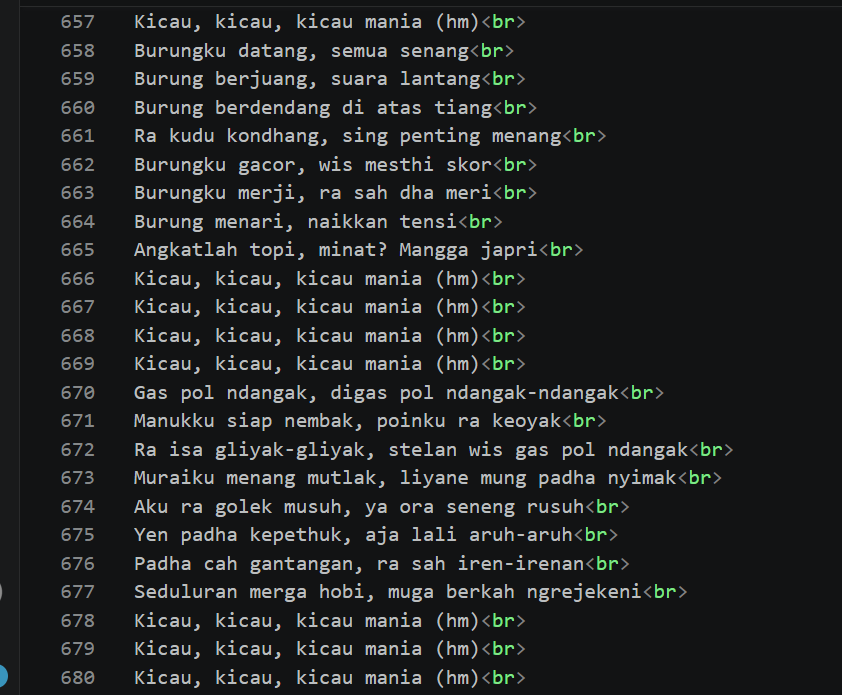 657 Kicau, kicau, kicau mania (hm)<br>
658 Burungku datang, semua senang<br>
659 Burung berjuang, suara lantang<br>
660 Burung berdendang di atas tiang<br>
661 Ra kudu kondhang, sing penting menang<br>
662 Burungku gacor, wis mesthi skor<br>
663 Burungku merji, ra sah dha meri<br>
664 Burung menari, naikkan tensi<br>
665 Angkatlah topi, minat? Mangga japri<br>
666 Kicau, kicau, kicau mania (hm)<br>
667 Kicau, kicau, kicau mania (hm)<br>
668 Kicau, kicau, kicau mania (hm)<br>
669 Kicau, kicau, kicau mania (hm)<br>
670 Gas pol ndangak, digas pol ndangak-ndangak<br>
671 Manukku siap nembak, poinku ra keoyak<br>
672 Ra isa gliyak-gliyak, stelan wis gas pol ndangak<br>
673 Muraiku menang mutlak, liyane mung padha nyimak<br>
674 Aku ra golek musuh, ya ora seneng rusuh<br>
675 Yen padha kepethuk, aja lali aruh-aruh<br>
676 Padha cah gantangan, ra sah iren-irenan<br>
677 Seduluran merga hobi, muga berkah ngrejekeni<br>
678 Kicau, kicau, kicau mania (hm)<br>
679 Kicau, kicau, kicau mania (hm)<br>
680 Kicau, kicau, kicau mania (hm)<br>